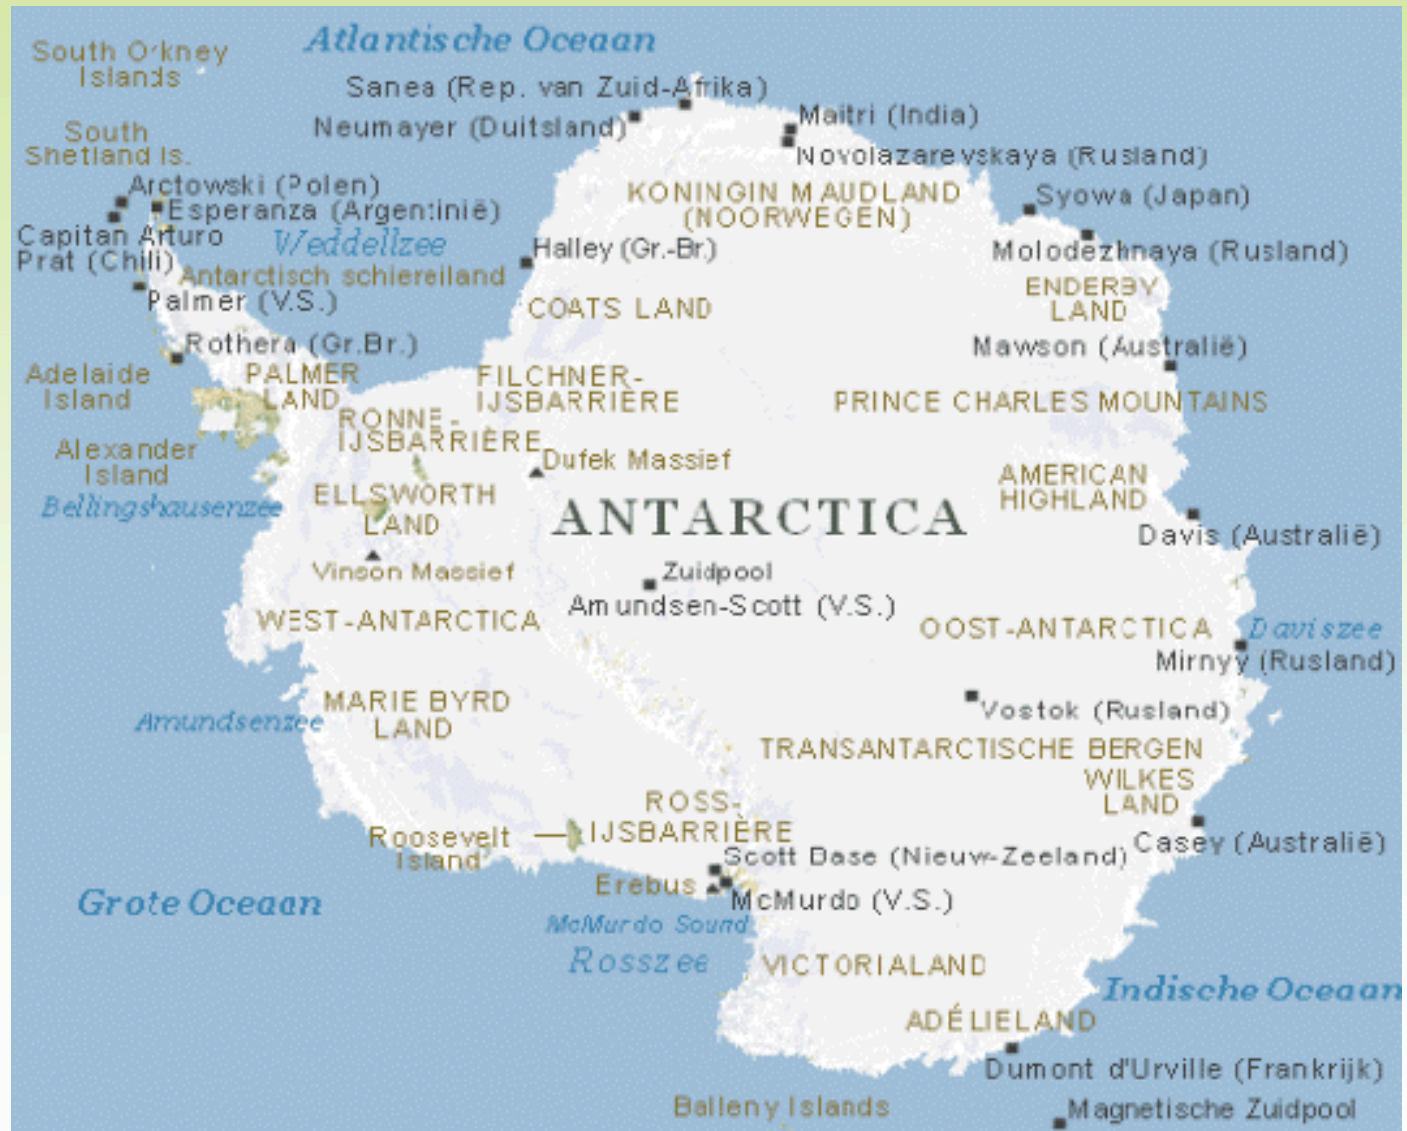 Atlantische Oceaan
South Orkney
Islands
Sanea (Rep. van Zuid-Afrika)
Neumayer (Duitsland)
Maitri (India)
Novolazarevskaya (Rusland)
South
Shetland Is.
Arctowski (Polen)
Esperanza (Argentinië)
Capitan Arturo
Prat (Chili)
Weddellzee
Antarctisch schiereiland
Palmer (V.S.)
Halley (Gr.-Br.)
KONINGIN MAUDLAND
(NOORWEGEN)
Syowa (Japan)
Molodezhnaya (Rusland)
ENDERBY
LAND
COATS LAND
Rothera (Gr.Br.)
Mawson (Australië)
Adelaide
Island
PALMER
LAND
FILCHNER-
IJSBARRIÈRE
PRINCE CHARLES MOUNTAINS
RONNE-
IJSBARRIÈRE
Alexander
Island
Dufek Massief
AMERICAN
HIGHLAND
Bellingshausenzee
ELLSWORTH
LAND
ANTARCTICA
Davis (Australië)
Vinson Massief
Zuidpool
Amundsen-Scott (V.S.)
WEST-ANTARCTICA
OOST-ANTARCTICA
Daviszee
Mirnyy (Rusland)
MARIE BYRD
LAND
Amundsenzee
Vostok (Rusland)
TRANSANTARCTISCHE BERGEN
WILKES
LAND
ROSS-
IJSBARRIÈRE
Roosevelt
Island
Scott Base (Nieuw-Zeeland)
Casey (Australië)
Erebus
McMurdo (V.S.)
Grote Oceaan
McMurdo Sound
Rosszee
VICTORIALAND
Indische Oceaan
ADÉLIELAND
Dumont d'Urville (Frankrijk)
Balleny Islands
Magnetische Zuidpool